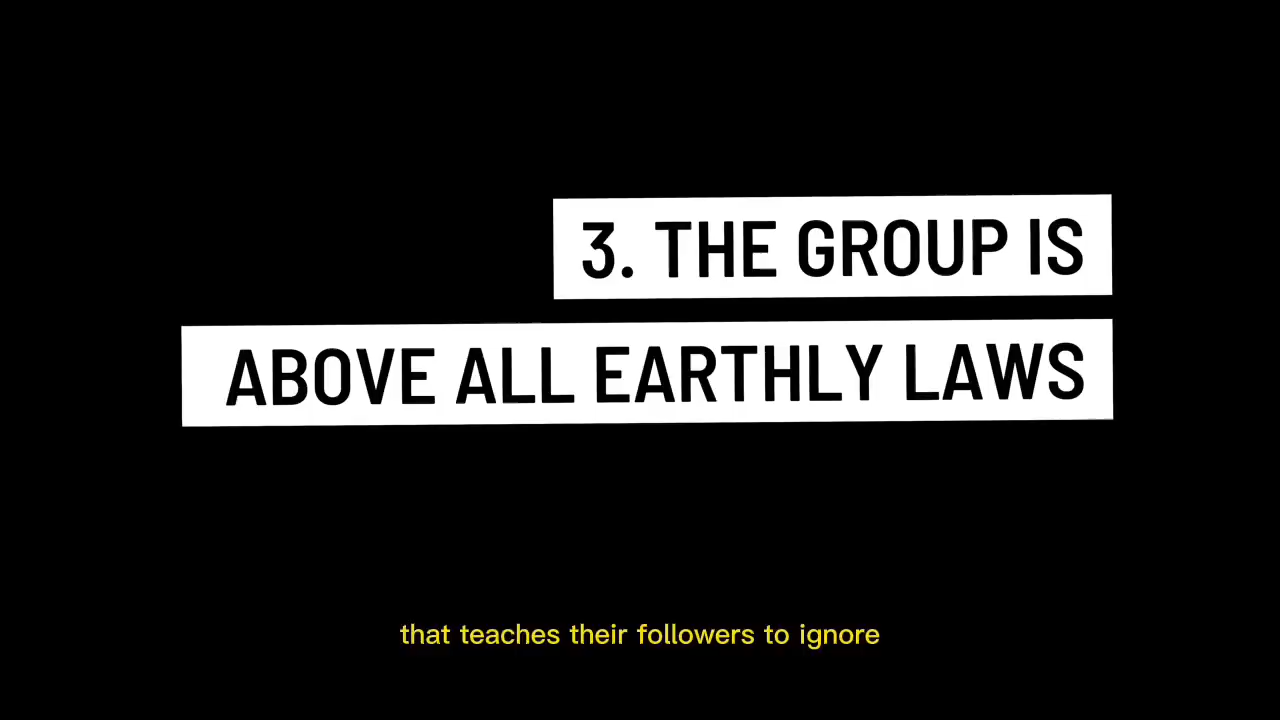 3. THE GROUP IS
ABOVE ALL EARTHLY LAWS
that teaches their followers to ignore